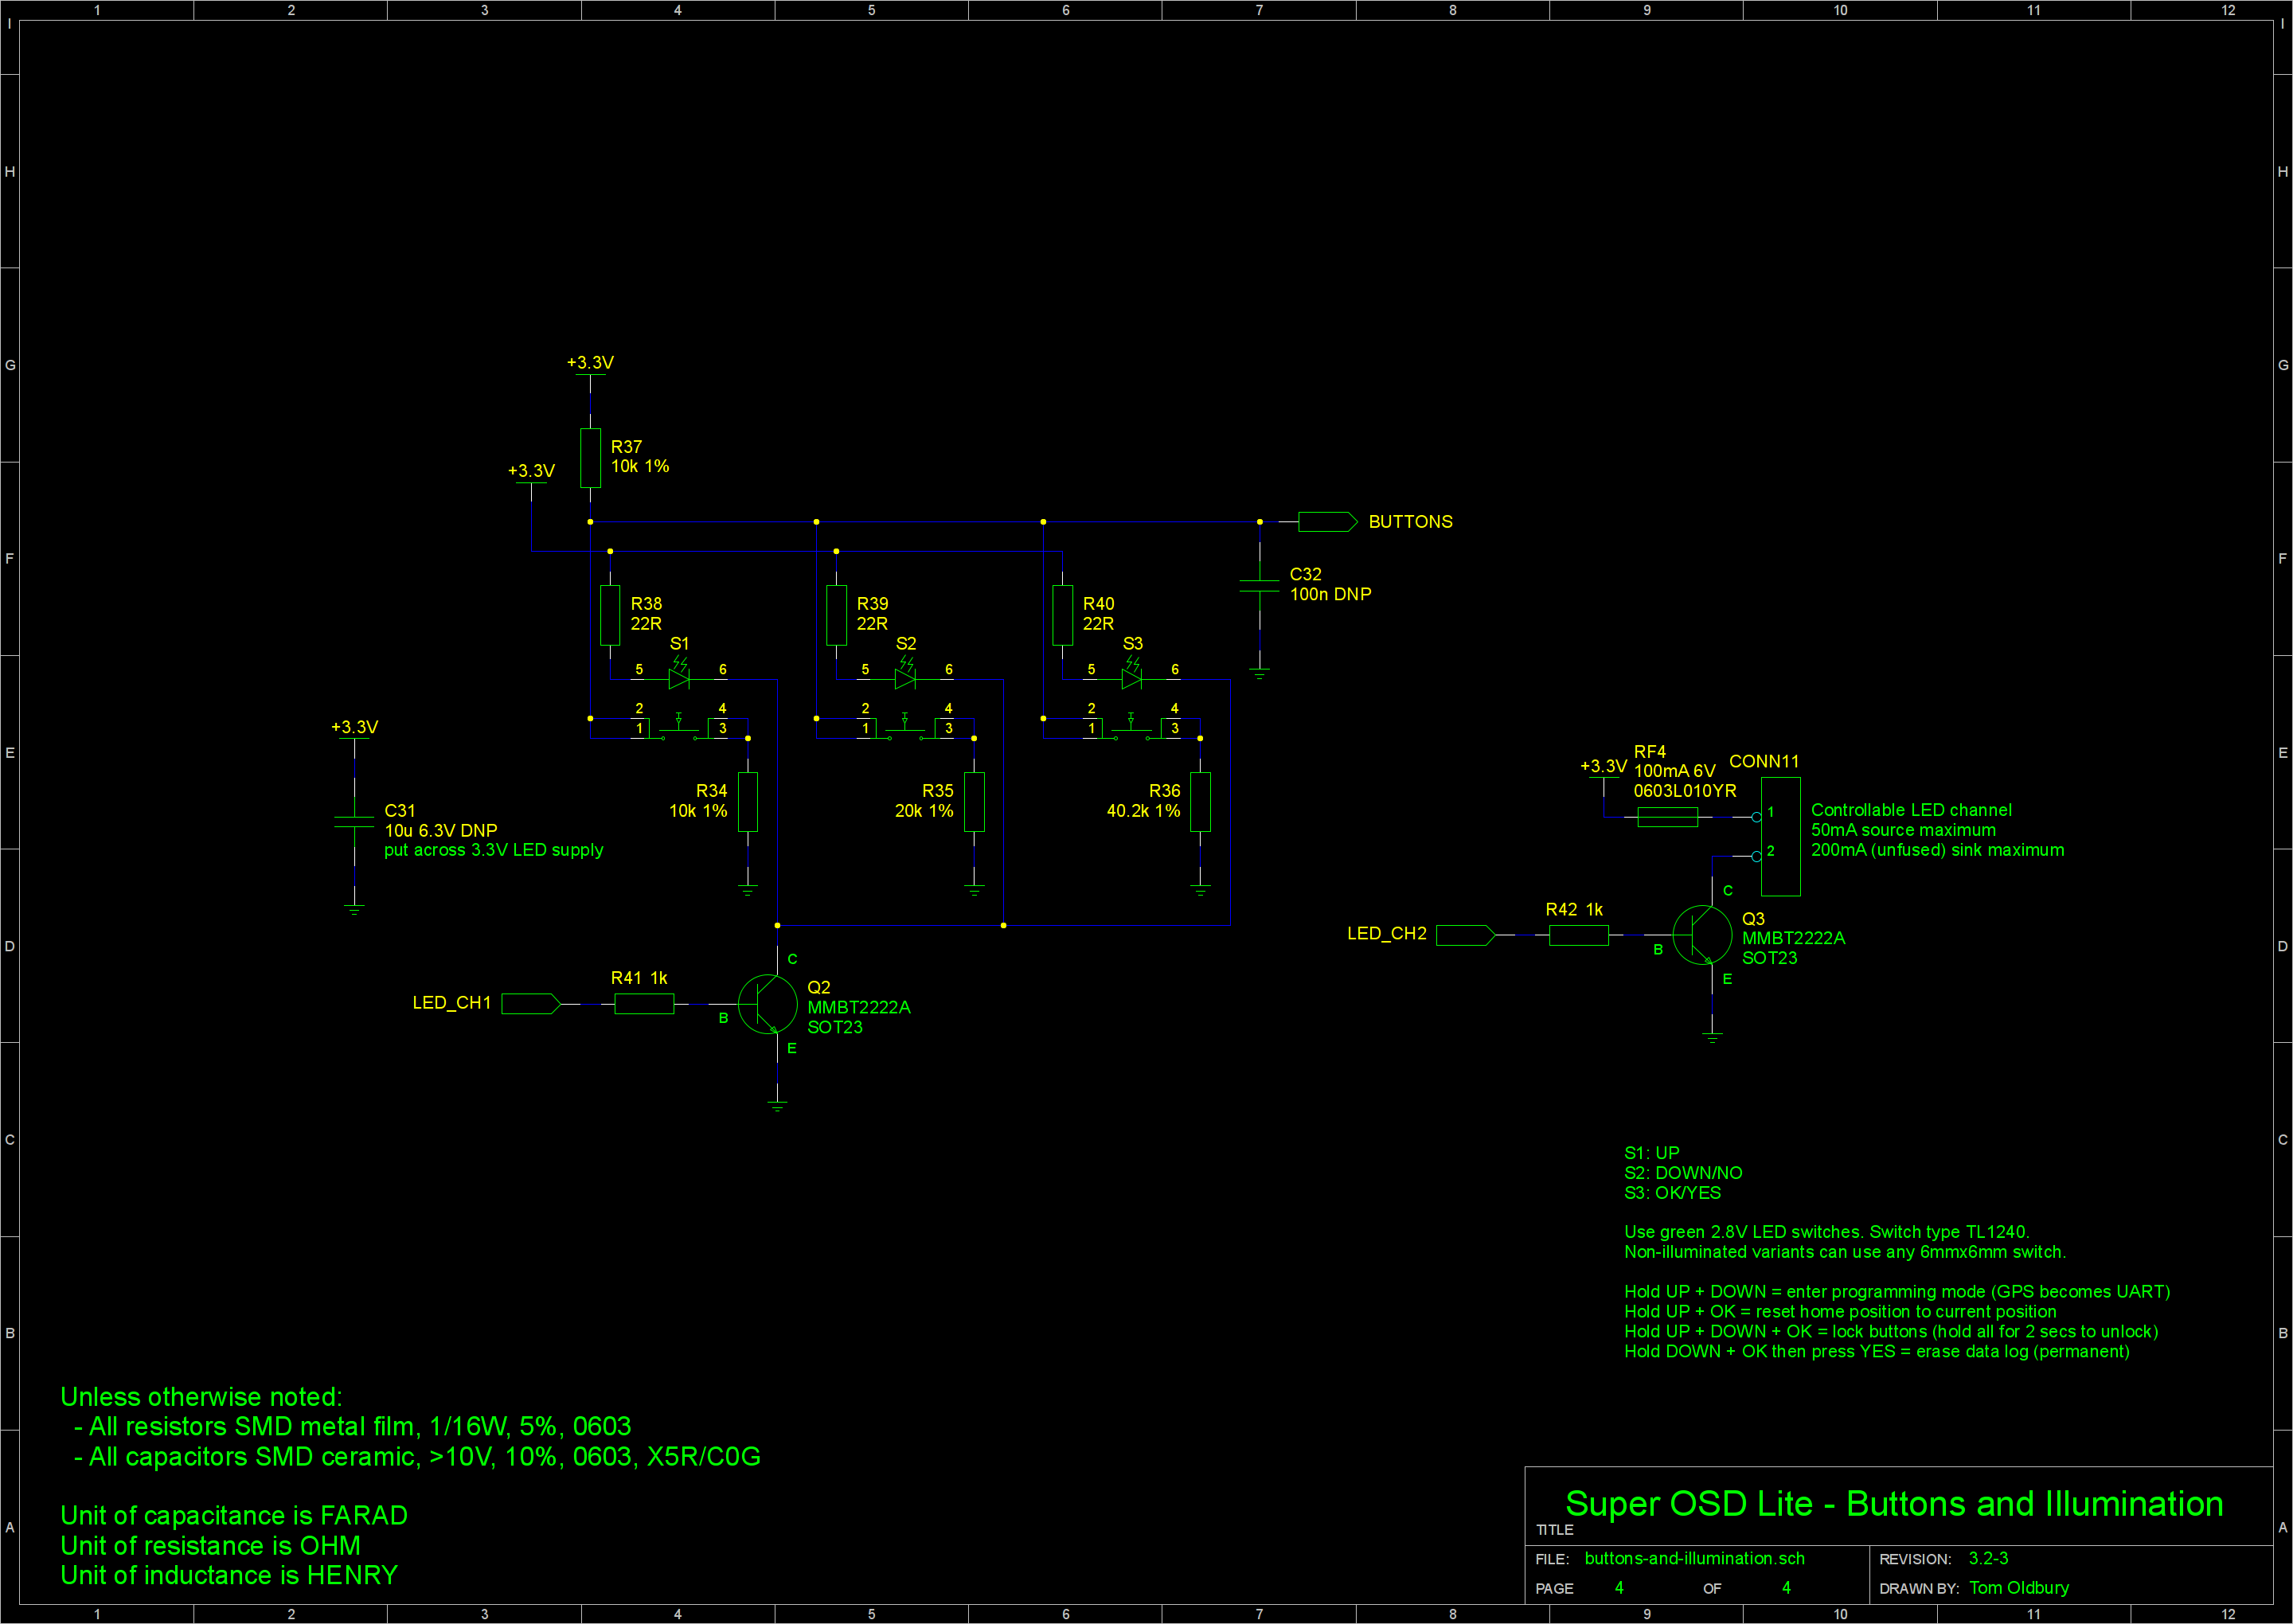 1 2 3 4 5 6 7 8 9 10 11 12
I I
H H
G G
F F
E E
D D
C C
B B
A A
+3.3V
R37
10k 1%
+3.3V
BUTTONS
C32
100n DNP
R38
22R
S1
5 6
2 4
1 3
R39
22R
S2
5 6
2 4
1 3
R40
22R
S3
5 6
2 4
1 3
R34
10k 1%
R35
20k 1%
R36
40.2k 1%
+3.3V
C31
10u 6.3V DNP
put across 3.3V LED supply
LED_CH1
R41 1k
B
C
E
Q2
MMBT2222A
SOT23
+3.3V
RF4
100mA 6V
0603L010YR
CONN11
1
2
Controllable LED channel
50mA source maximum
200mA (unfused) sink maximum
LED_CH2
R42 1k
B
C
E
Q3
MMBT2222A
SOT23
S1: UP
S2: DOWN/NO
S3: OK/YES
Use green 2.8V LED switches. Switch type TL1240.
Non-illuminated variants can use any 6mmx6mm switch.
Hold UP + DOWN = enter programming mode (GPS becomes UART)
Hold UP + OK = reset home position to current position
Hold UP + DOWN + OK = lock buttons (hold all for 2 secs to unlock)
Hold DOWN + OK then press YES = erase data log (permanent)
Unless otherwise noted:
- All resistors SMD metal film, 1/16W, 5%, 0603
- All capacitors SMD ceramic, >10V, 10%, 0603, X5R/C0G
Unit of capacitance is FARAD
Unit of resistance is OHM
Unit of inductance is HENRY
Super OSD Lite - Buttons and Illumination
TITLE
FILE: buttons-and-illumination.sch
REVISION: 3.2-3
PAGE 4 OF 4
DRAWN BY: Tom Oldbury
1 2 3 4 5 6 7 8 9 10 11 12